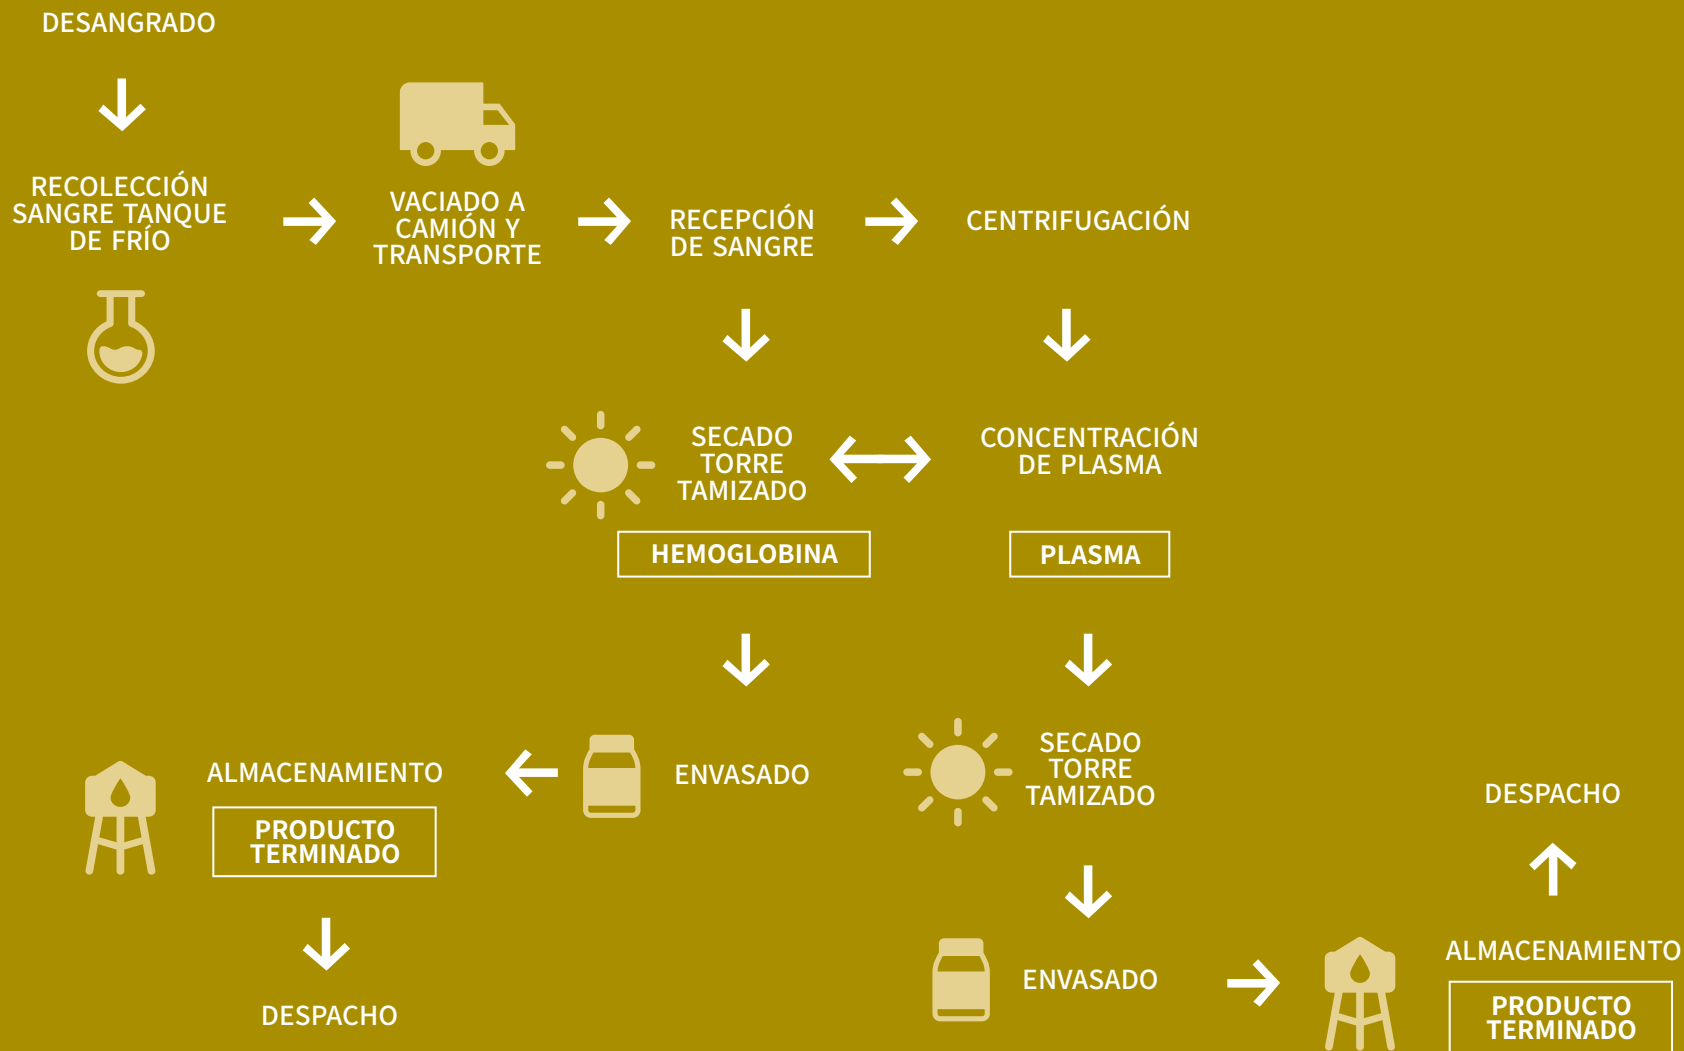 DESANGRADO
RECOLECCIÓN
SANGRE TANQUE
DE FRÍO
VACIADO A
CAMIÓN Y
TRANSPORTE
RECEPCIÓN
DE SANGRE
CENTRIFUGACIÓN
SECADO
TORRE
TAMIZADO
HEMOGLOBINA
CONCENTRACIÓN
DE PLASMA
PLASMA
ENVASADO
ALMACENAMIENTO
PRODUCTO
TERMINADO
DESPACHO
SECADO
TORRE
TAMIZADO
ENVASADO
ALMACENAMIENTO
PRODUCTO
TERMINADO
DESPACHO